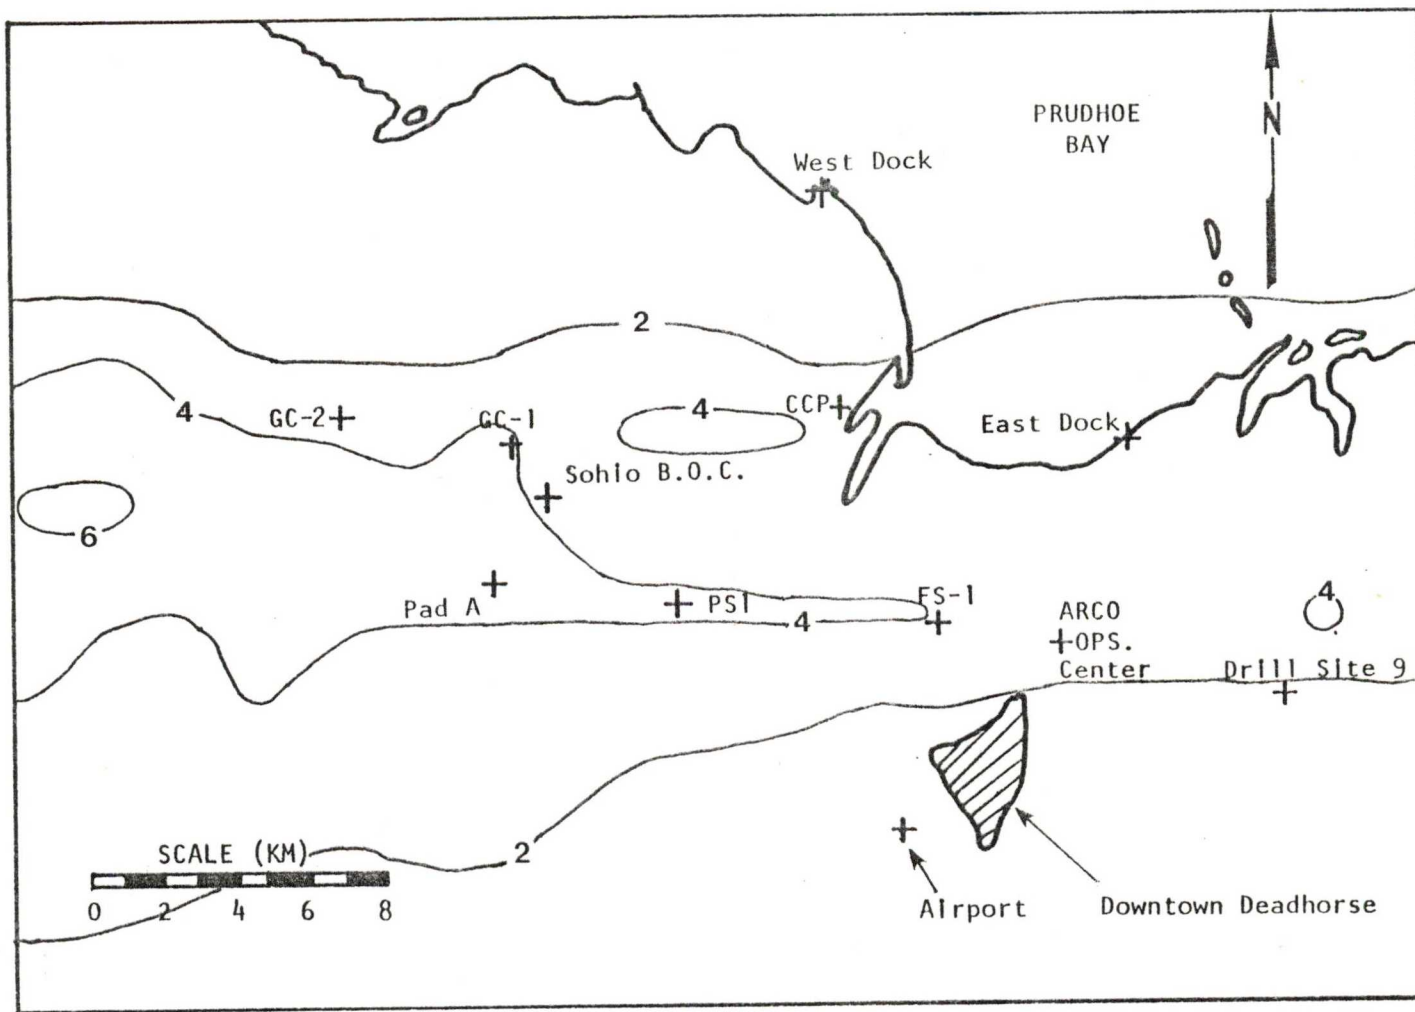 PRUDHOE
BAY
N
West Dock
2
4
GC-2
GC-1
4
CCP
East Dock
Sohio B.O.C.
6
Pad A
PS1
4
FS-1
ARCO
OPS.
Center
4
Drill Site 9
SCALE (KM)
0 2 4 6 8
2
Airport
Downtown Deadhorse